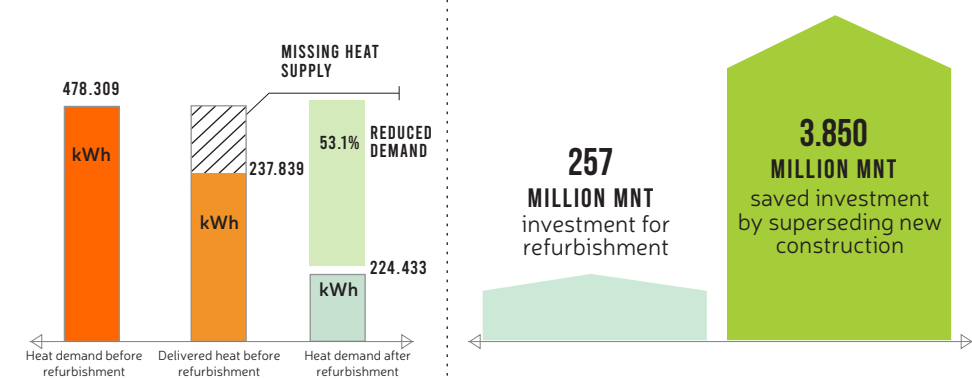 MISSING HEAT
SUPPLY
478.309
kWh
237.839
kWh
53.1%
REDUCED
DEMAND
224.433
kWh
Heat demand before
refurbishment
Delivered heat before
refurbishment
Heat demand after
refurbishment
257
MILLION MNT
investment for
refurbishment
3.850
MILLION MNT
saved investment
by superseding new
construction